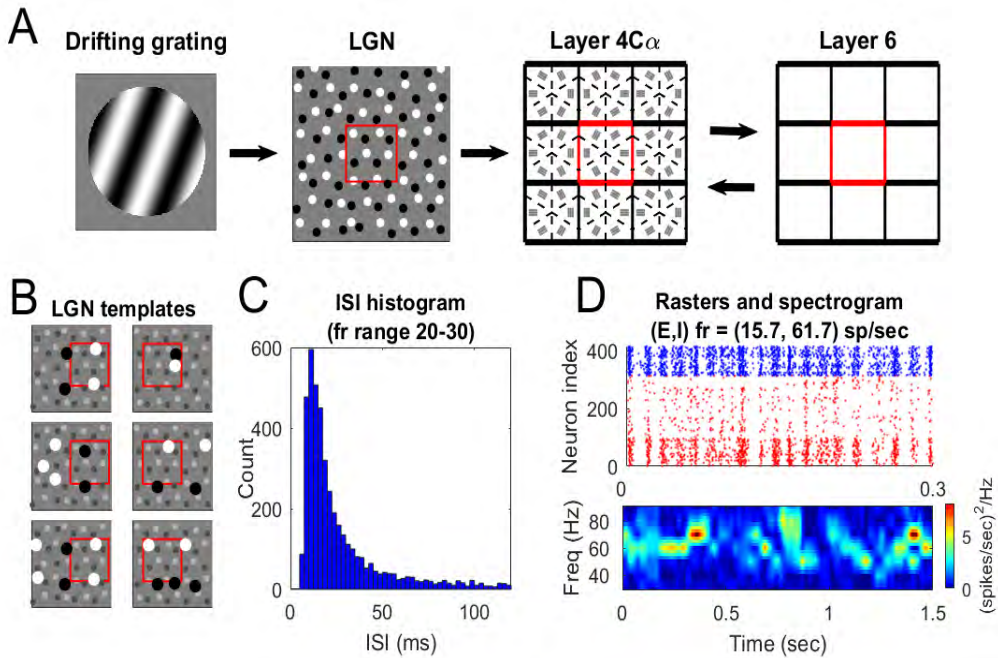 A
Drifting grating
LGN
Layer 4Cα
Layer 6
B
LGN templates
C
ISI histogram
(fr range 20-30)
600
400
200
0
Count
0
50
100
ISI (ms)
D
Rasters and spectrogram
(E,I) fr = (15.7, 61.7) sp/sec
400
200
0
Neuron index
0
0.3
80
60
40
Freq (Hz)
0
0.5
1
1.5
Time (sec)
5
0
(spikes/sec)²/Hz